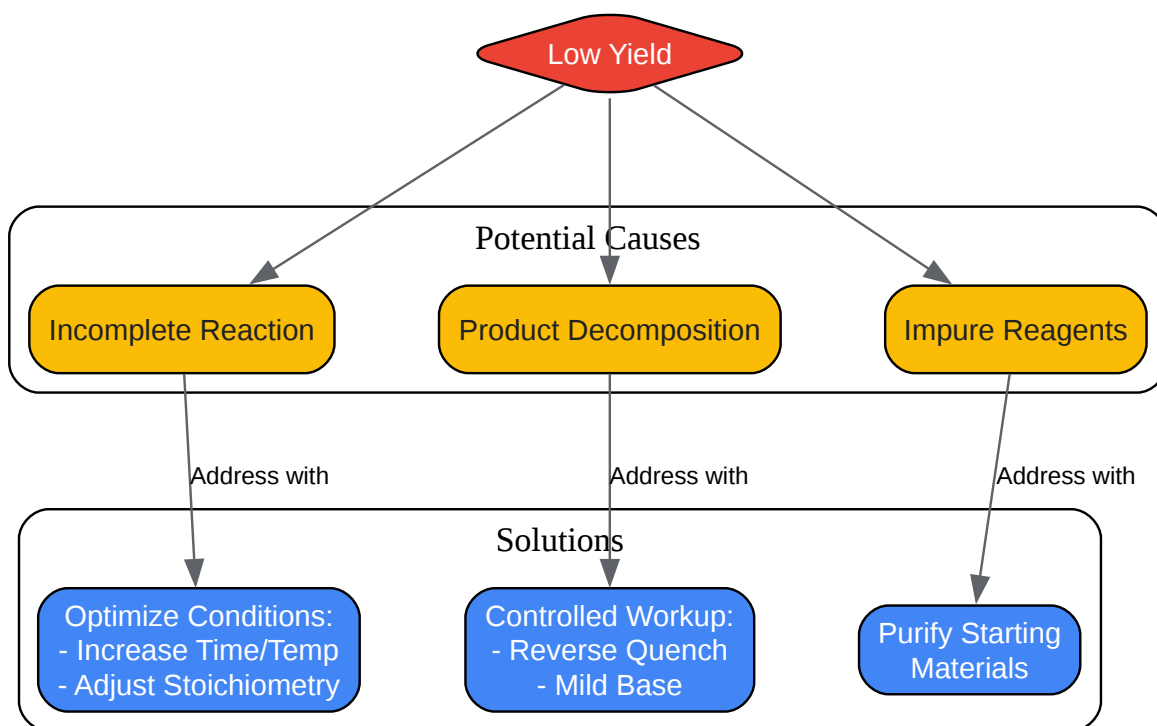 Low Yield
Potential Causes
Incomplete Reaction
Product Decomposition
Impure Reagents
Address with
Address with
Address with
Solutions
Optimize Conditions:
- Increase Time/Temp
- Adjust Stoichiometry
Controlled Workup:
- Reverse Quench
- Mild Base
Purify Starting
Materials